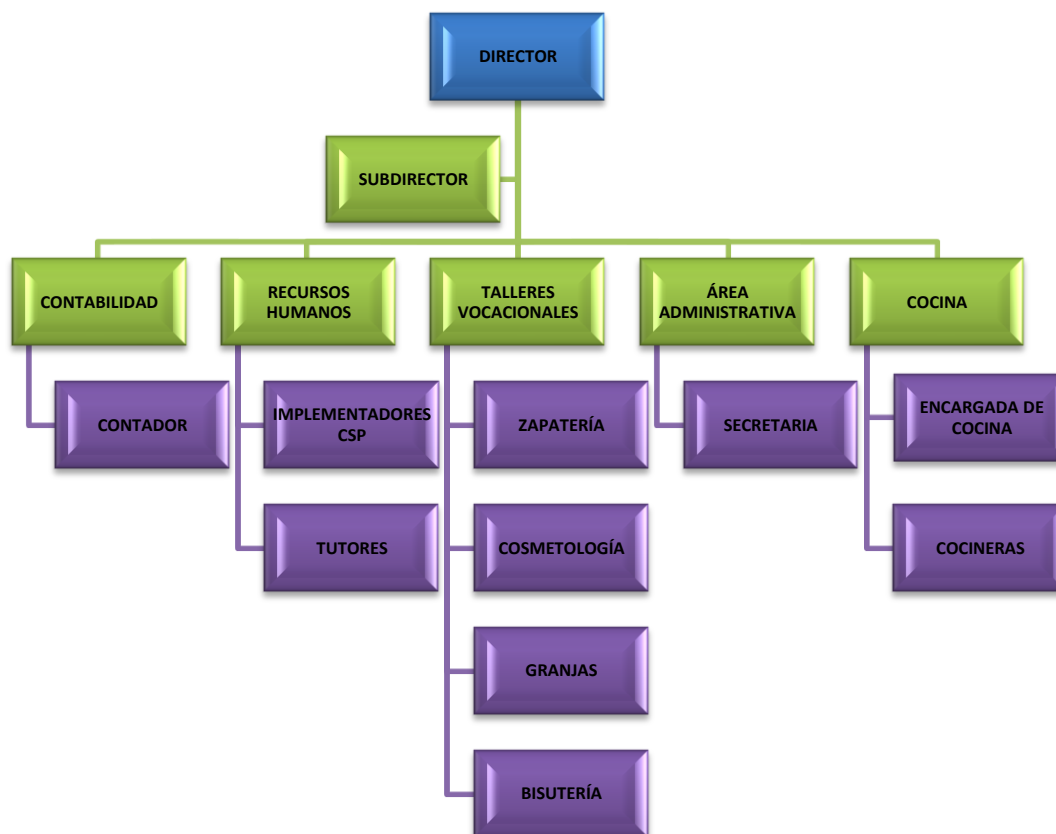 DIRECTOR
SUBDIRECTOR
CONTABILIDAD
RECURSOS
HUMANOS
TALLERES
VOCACIONALES
ÁREA
ADMINISTRATIVA
COCINA
CONTADOR
IMPLEMENTADORES
CSP
ZAPATERÍA
SECRETARIA
ENCARGADA DE
COCINA
TUTORES
COSMETOLOGÍA
COCINERAS
GRANJAS
BISUTERÍA